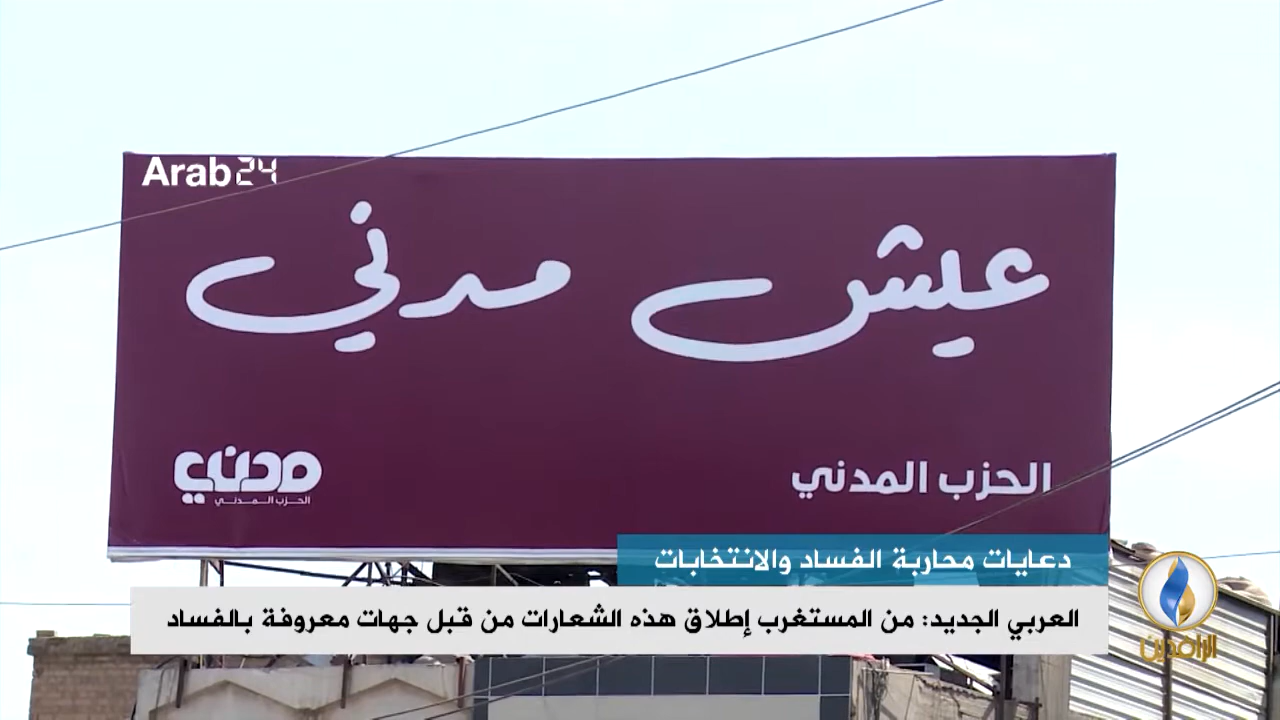 Arab24
عيش مدني
الحزب المدني
مدني
الحزب المدني
دعايات محاربة الفساد والانتخابات
العربي الجديد: من المستغرب إطلاق هذه الشعارات من قبل جهات معروفة بالفساد
الرافدين